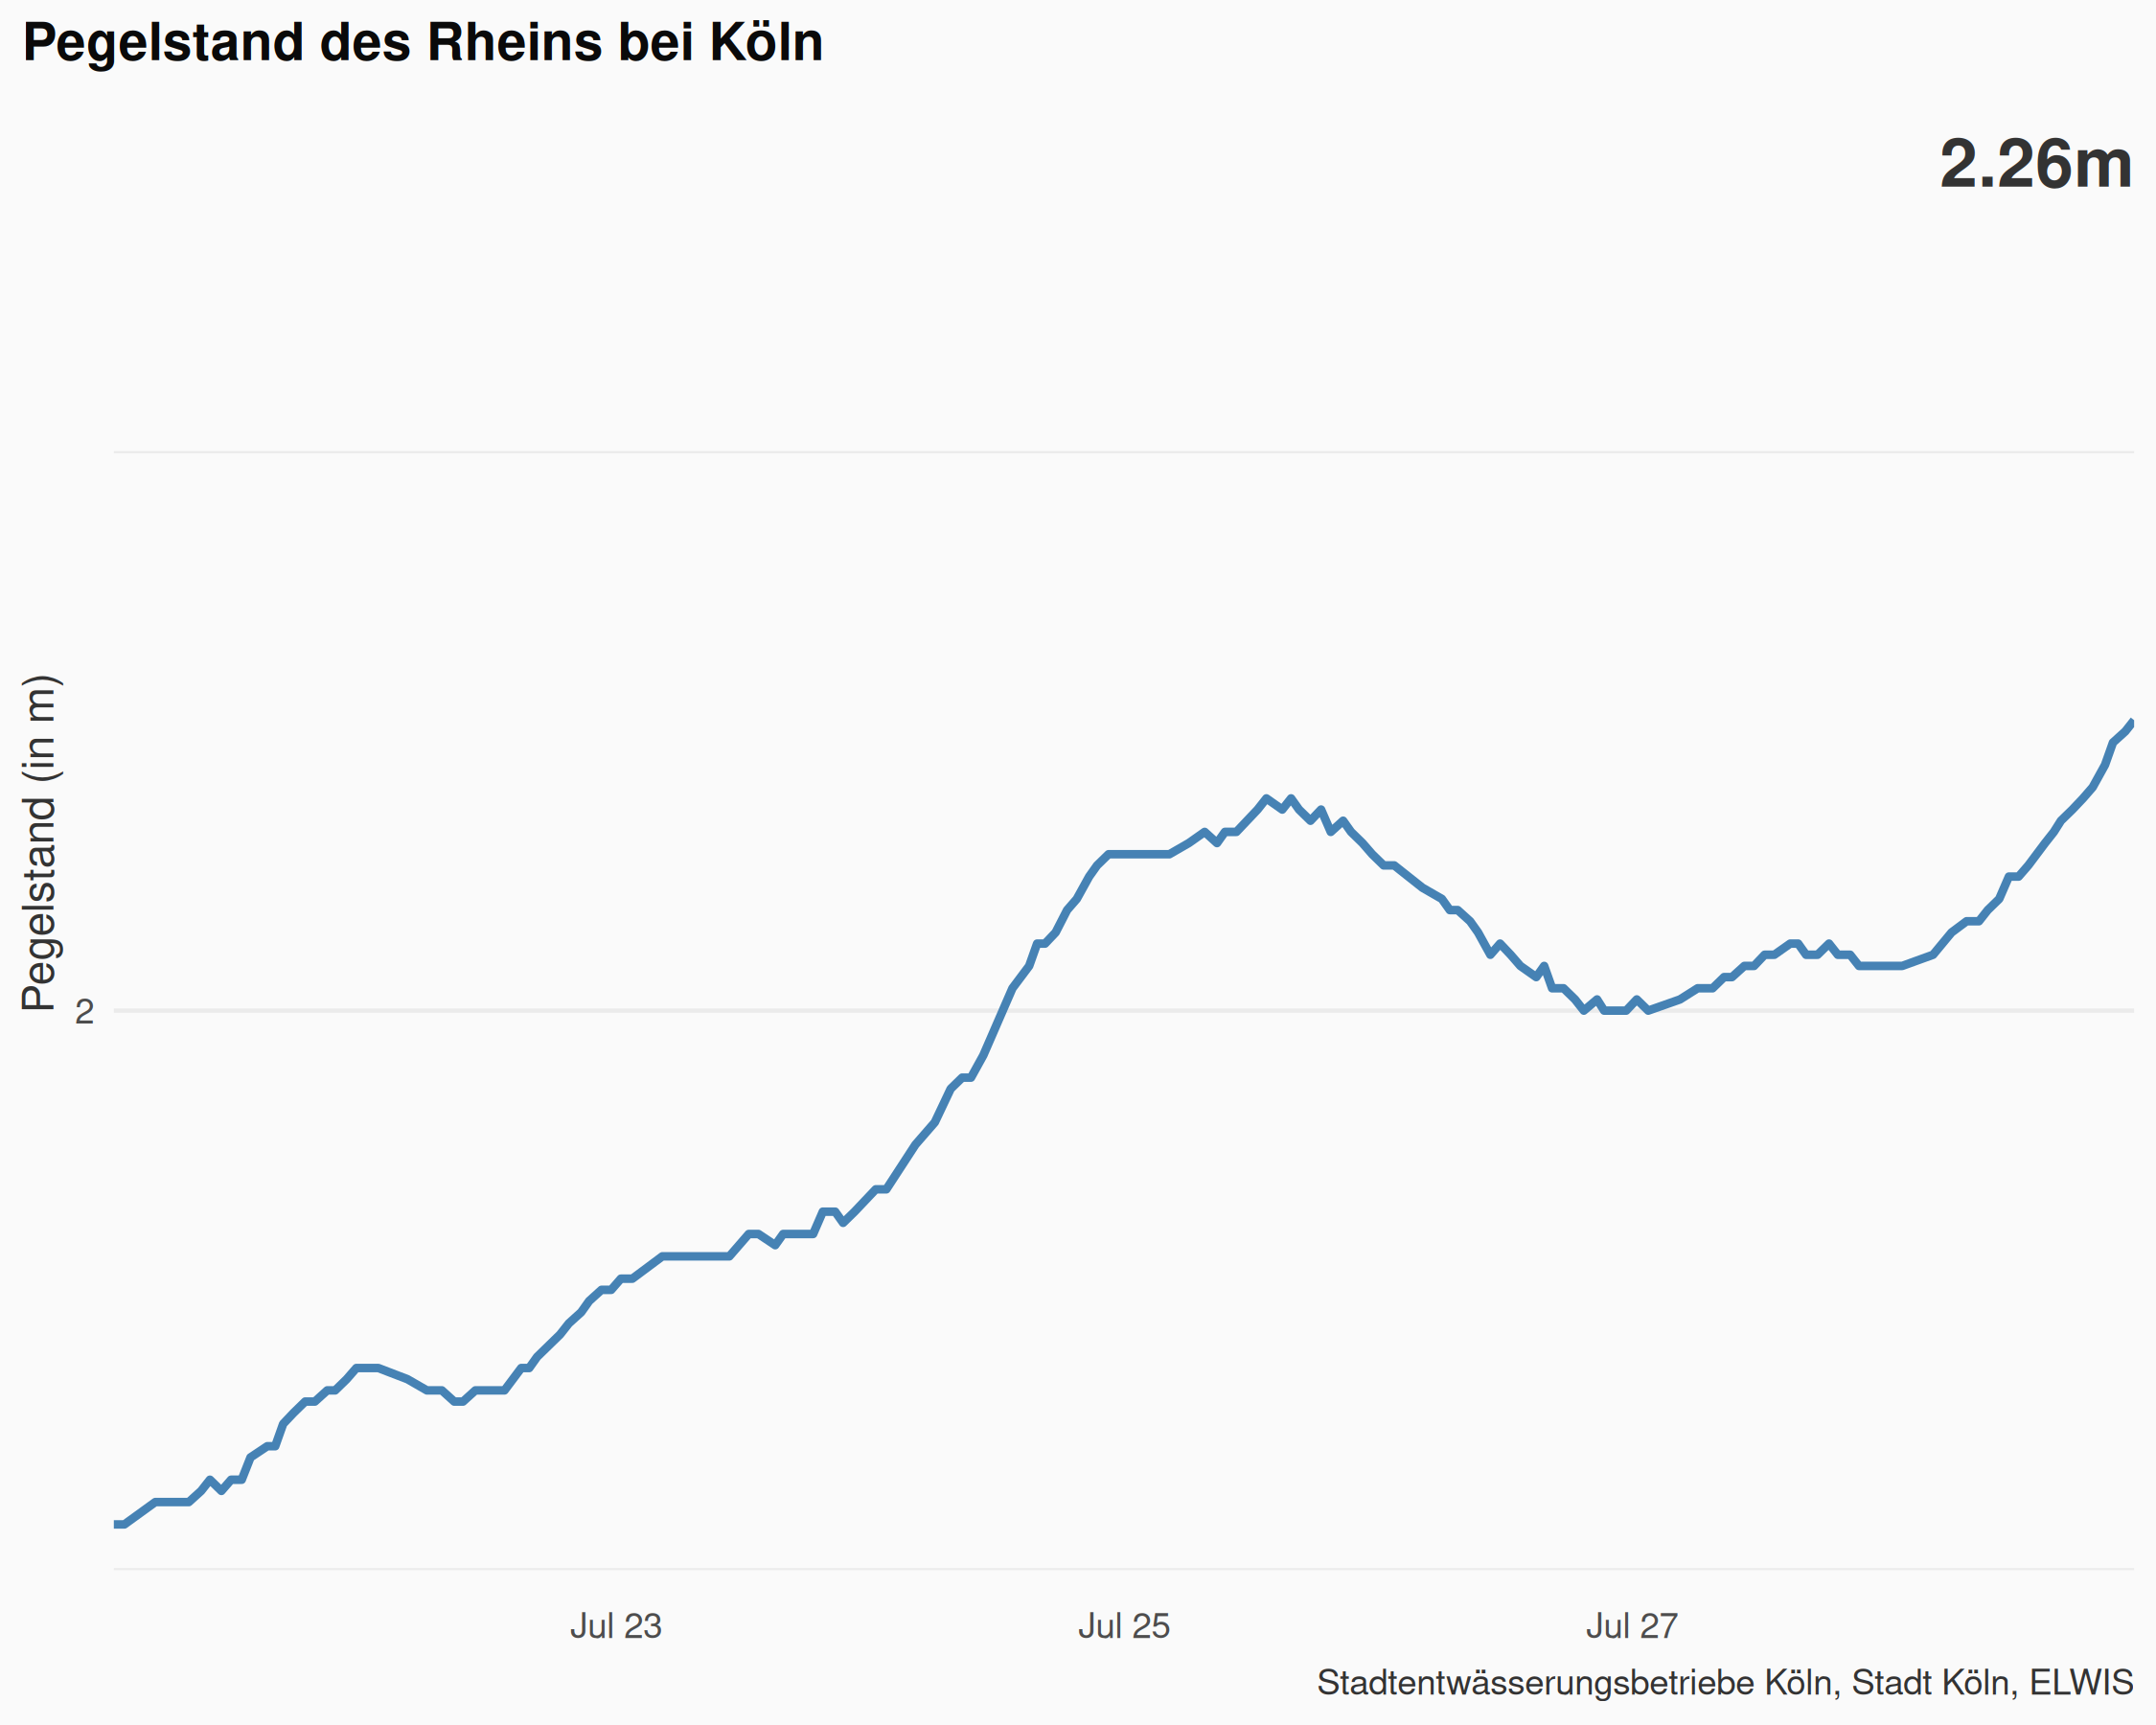 Pegelstand des Rheins bei Köln
2.26m
Pegelstand (in m)
2
Jul 23
Jul 25
Jul 27
Stadtentwässerungsbetriebe Köln, Stadt Köln, ELWIS